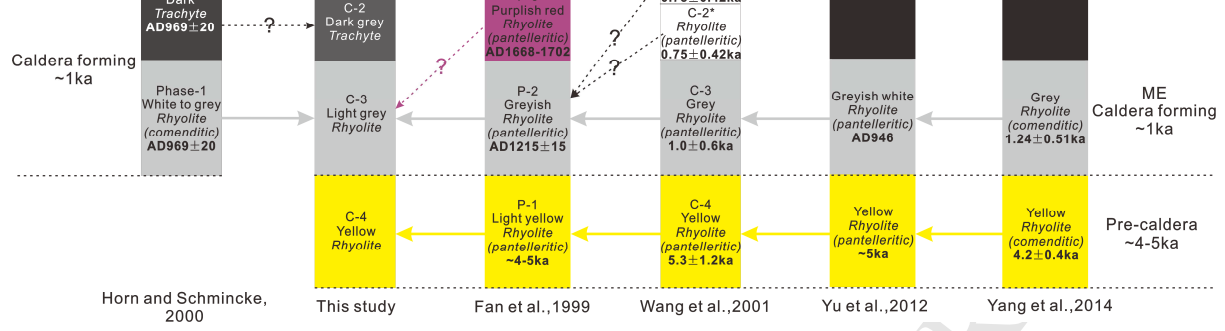 Dark
Trachyte
AD969±20
?
C-2
Dark grey
Trachyte
Purplish red
Rhyolite
(pantelleritic)
AD1668-1702
?
?
?
C-2*
Rhyolite
(pantelleritic)
0.75±0.42ka
Caldera forming
~1ka
Phase-1
White to grey
Rhyolite
(comenditic)
AD969±20
C-3
Light grey
Rhyolite
P-2
Greyish
Rhyolite
(pantelleritic)
AD1215±15
C-3
Grey
Rhyolite
(pantelleritic)
1.0±0.6ka
Greyish white
Rhyolite
(pantelleritic)
AD946
Grey
Rhyolite
(comenditic)
1.24±0.51ka
ME
Caldera forming
~1ka
C-4
Yellow
Rhyolite
P-1
Light yellow
Rhyolite
(pantelleritic)
~4-5ka
C-4
Yellow
Rhyolite
(pantelleritic)
5.3±1.2ka
Yellow
Rhyolite
(pantelleritic)
~5ka
Yellow
Rhyolite
(comenditic)
4.2±0.4ka
Pre-caldera
~4-5ka
Horn and Schmincke,
2000
This study
Fan et al.,1999
Wang et al.,2001
Yu et al.,2012
Yang et al.,2014